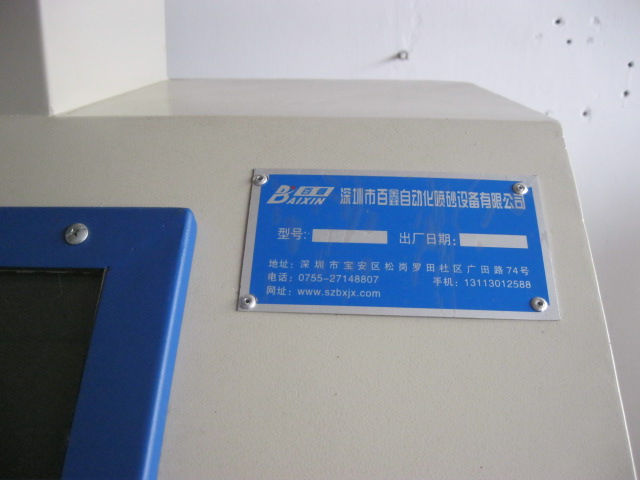 百鑫
BAIXIN
深圳市百鑫自动化喷砂设备有限公司
型号: 出厂日期:
地址: 深圳市宝安区松岗罗田社区广田路74号
电话: 0755-27148807 手机: 13113012588
网址: www.szbxjx.com